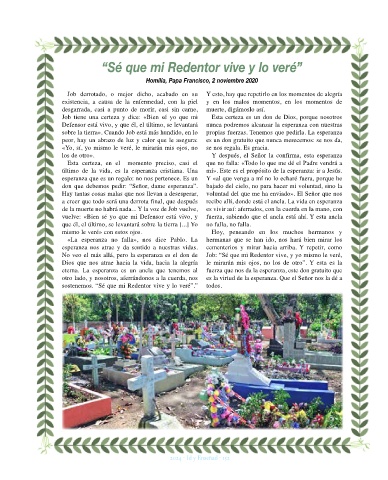 “Sé que mi Redentor vive y lo veré”
Homilía, Papa Francisco, 2 noviembre 2020
Job derrotado, o mejor dicho, acabado en su
existencia, a causa de la enfermedad, con la piel
desgarrada, casi a punto de morir, casi sin carne,
Job tiene una certeza y dice: «Bien sé yo que mi
Defensor está vivo, y que él, el último, se levantará
sobre la tierra». Cuando Job está más hundido, en lo
peor, hay un abrazo de luz y calor que lo asegura:
«Yo, sí, yo mismo le veré, le mirarán mis ojos, no
los de otro».
Esta certeza, en el momento preciso, casi el
último de la vida, es la esperanza cristiana. Una
esperanza que es un regalo: no nos pertenece. Es un
don que debemos pedir: “Señor, dame esperanza”.
Hay tantas cosas malas que nos llevan a desesperar,
a creer que todo será una derrota final, que después
de la muerte no habrá nada... Y la voz de Job vuelve,
vuelve: «Bien sé yo que mi Defensor está vivo, y
que él, el último, se levantará sobre la tierra [...] Yo
mismo le veré» con estos ojos.
«La esperanza no falla», nos dice Pablo. La
esperanza nos atrae y da sentido a nuestras vidas.
No veo el más allá, pero la esperanza es el don de
Dios que nos atrae hacia la vida, hacia la alegría
eterna. La esperanza es un ancla que tenemos al
otro lado, y nosotros, aferrándonos a la cuerda, nos
sostenemos. “Sé que mi Redentor vive y lo veré”.”
Y esto, hay que repetirlo en los momentos de alegría
y en los malos momentos, en los momentos de
muerte, digámoslo así.
Esta certeza es un don de Dios, porque nosotros
nunca podremos alcanzar la esperanza con nuestras
propias fuerzas. Tenemos que pedirla. La esperanza
es un don gratuito que nunca merecemos: se nos da,
se nos regala. Es gracia.
Y después, el Señor la confirma, esta esperanza
que no falla: «Todo lo que me dé el Padre vendrá a
mí». Este es el propósito de la esperanza: ir a Jesús.
Y «al que venga a mí no lo echaré fuera, porque he
bajado del cielo, no para hacer mi voluntad, sino la
voluntad del que me ha enviado». El Señor que nos
recibe allí, donde está el ancla. La vida en esperanza
es vivir así: aferrados, con la cuerda en la mano, con
fuerza, sabiendo que el ancla está ahí. Y esta ancla
no falla, no falla.
Hoy, pensando en los muchos hermanos y
hermanas que se han ido, nos hará bien mirar los
cementerios y mirar hacia arriba. Y repetir, como
Job: “Sé que mi Redentor vive, y yo mismo le veré,
le mirarán mis ojos, no los de otro”. Y esta es la
fuerza que nos da la esperanza, este don gratuito que
es la virtud de la esperanza. Que el Señor nos la dé a
todos.